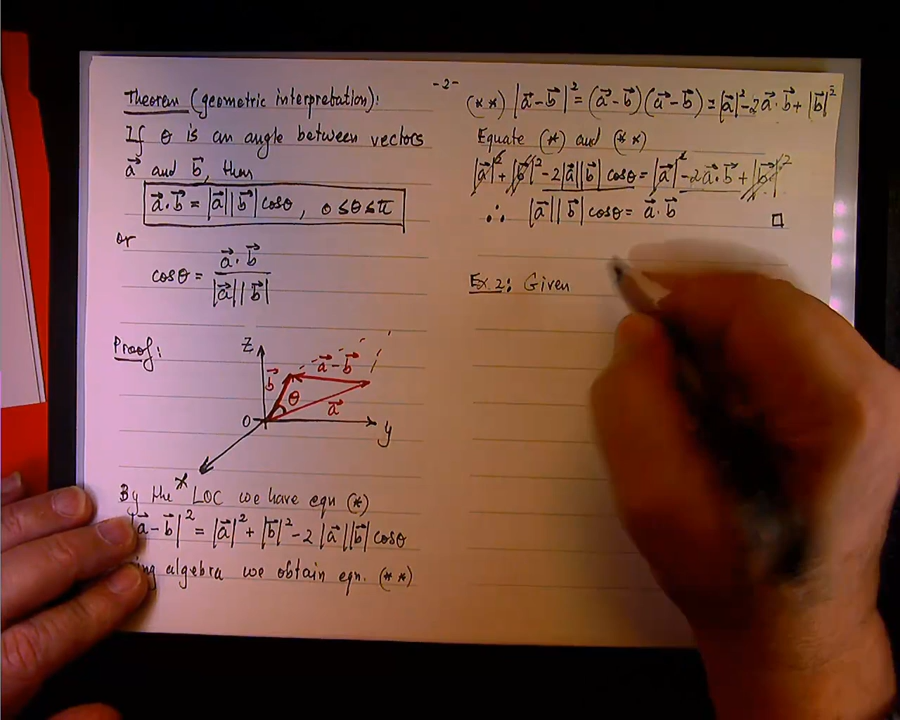 Theorem (geometric interpretation):
If θ is an angle between vectors
a⃗ and b⃗, then
a⃗·b⃗ = |a⃗||b⃗| cosθ, 0 ≤ θ ≤ π
or
cosθ = a⃗·b⃗ / |a⃗||b⃗|
Proof:
z
b⃗
a⃗-b⃗
θ
a⃗
0
y
x
By the LOC we have eqn (*)
a⃗-b⃗|² = |a⃗|² + |b⃗|² - 2 |a⃗||b⃗| cosθ
ing algebra we obtain eqn. (**)
-2-
(**) |a⃗-b⃗|² = (a⃗-b⃗)(a⃗-b⃗) = |a⃗|² - 2a⃗·b⃗ + |b⃗|²
Equate (*) and (**)
|a⃗|² + |b⃗|² - 2|a⃗||b⃗| cosθ = |a⃗|² - 2a⃗·b⃗ + |b⃗|²
∴ |a⃗||b⃗| cosθ = a⃗·b⃗ □
Ex.2: Given